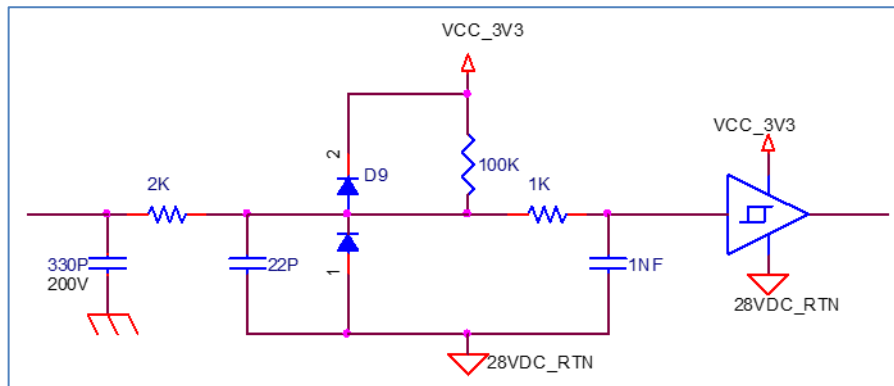 VCC_3V3
VCC_3V3
2
D9
100K
2K
1K
330P
200V
22P
1
1NF
28VDC_RTN
28VDC_RTN